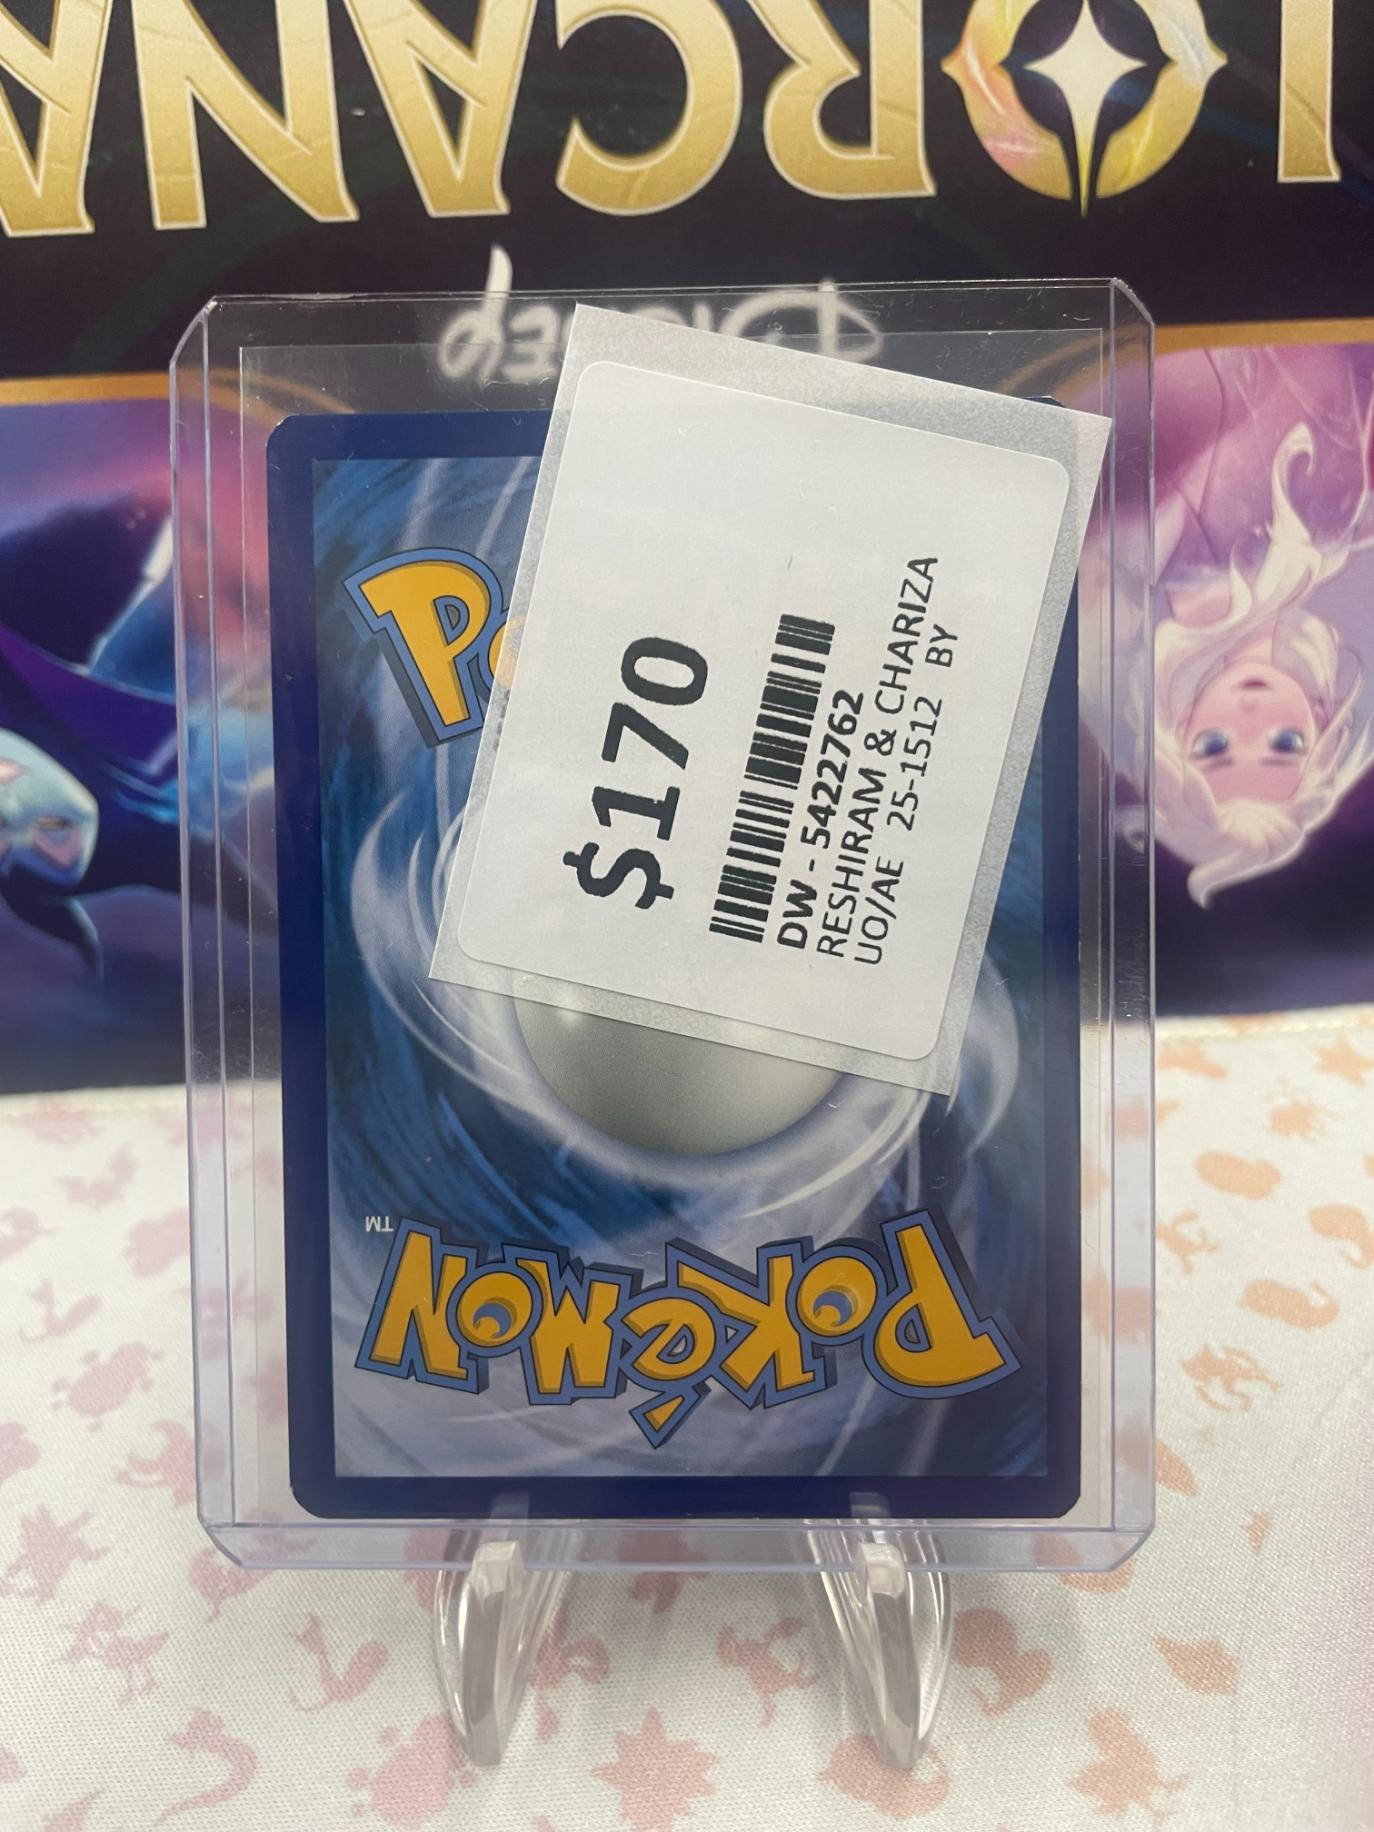 LORCANA
Disney
Po
$170
DW - 5422762
RESHIRAM & CHARIZA
UO/AE 25-1512 BY
POKéMON
TM